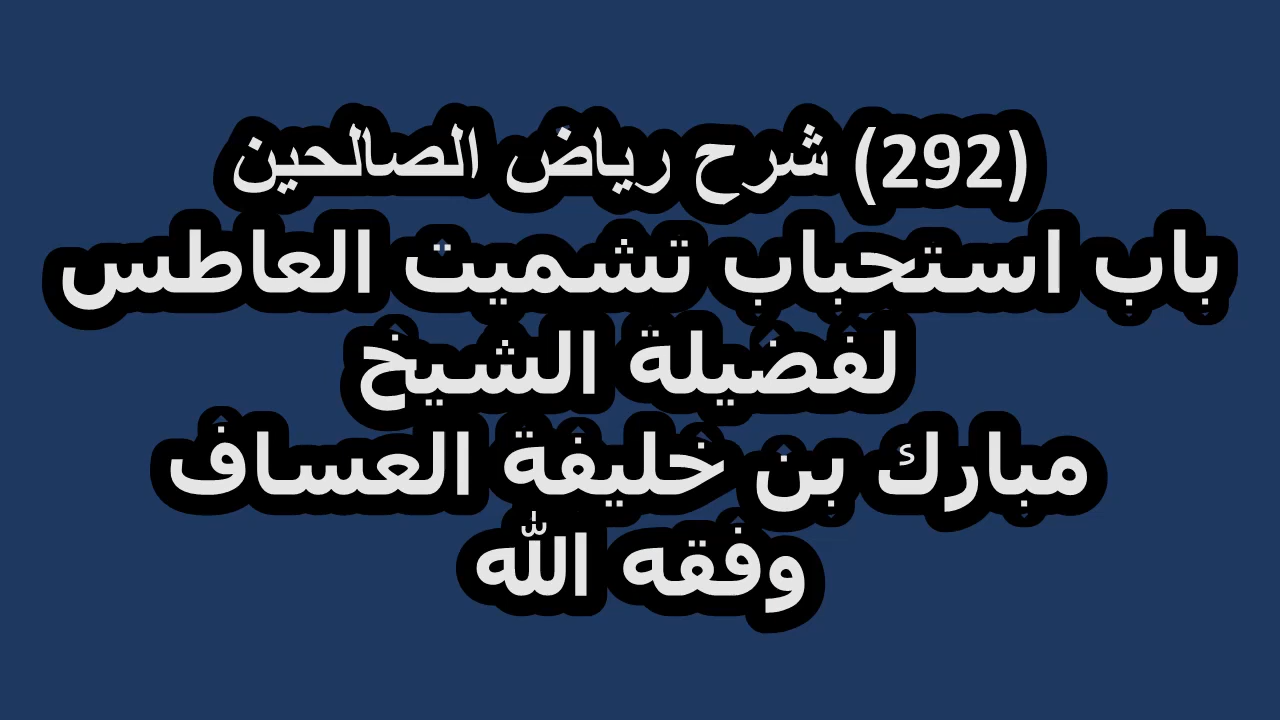 (292) شرح رياض الصالحين
باب استحباب تشميت العاطس
لفضيلة الشيخ
مبارك بن خليفة العساف
وفقه الله